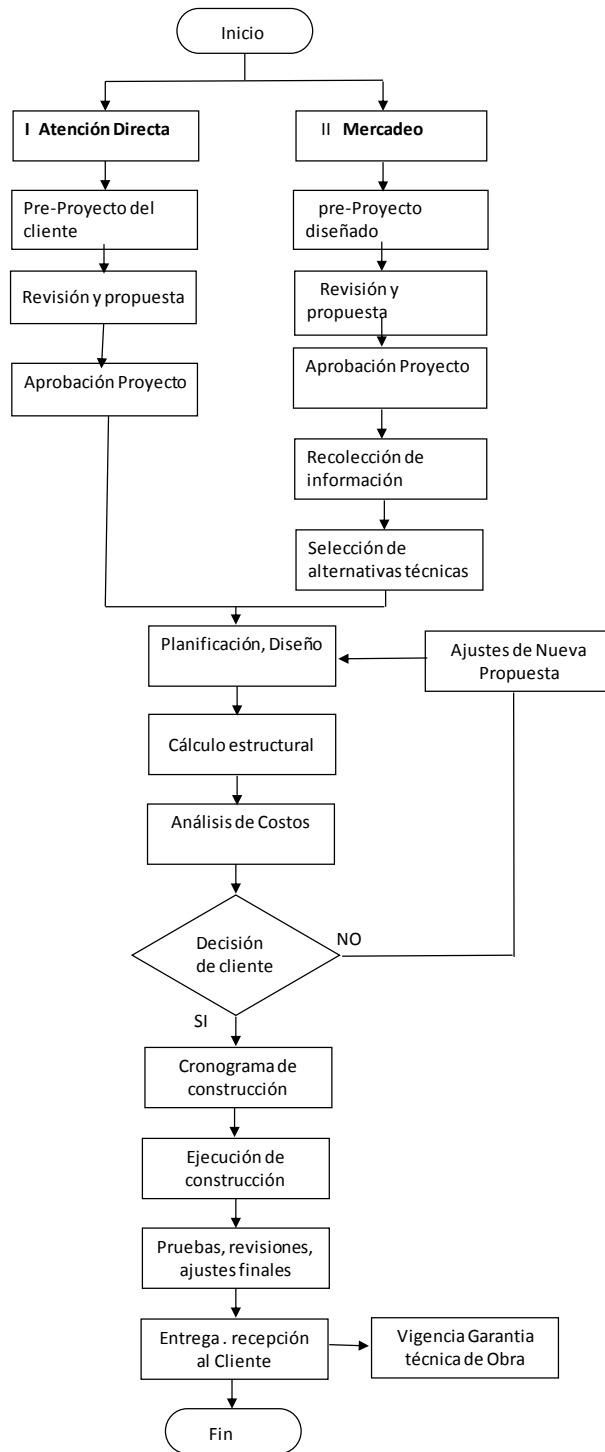 Inicio
I Atención Directa
II Mercadeo
Pre-Proyecto del
cliente
pre-Proyecto
diseñado
Revisión y propuesta
Revisión y
propuesta
Aprobación Proyecto
Aprobación Proyecto
Recolección de
información
Selección de
alternativas técnicas
Planificación, Diseño
Ajustes de Nueva
Propuesta
Cálculo estructural
Análisis de Costos
Decisión
de cliente
NO
SI
Cronograma de
construcción
Ejecución de
construcción
Pruebas, revisiones,
ajustes finales
Entrega . recepción
al Cliente
Vigencia Garantia
técnica de Obra
Fin